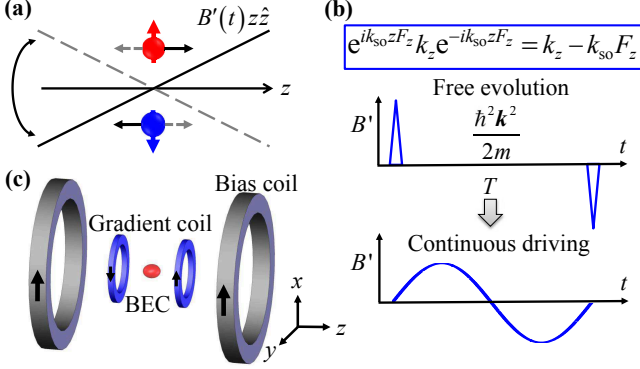 (a)
B′(t)zẑ
z
(b)
e^{ik_{so}zF_z}k_ze^{-ik_{so}zF_z} = k_z − k_{so}F_z
Free evolution
B'
ħ²k²
2m
t
T
Continuous driving
B'
t
(c)
Bias coil
Gradient coil
BEC
x
z
y